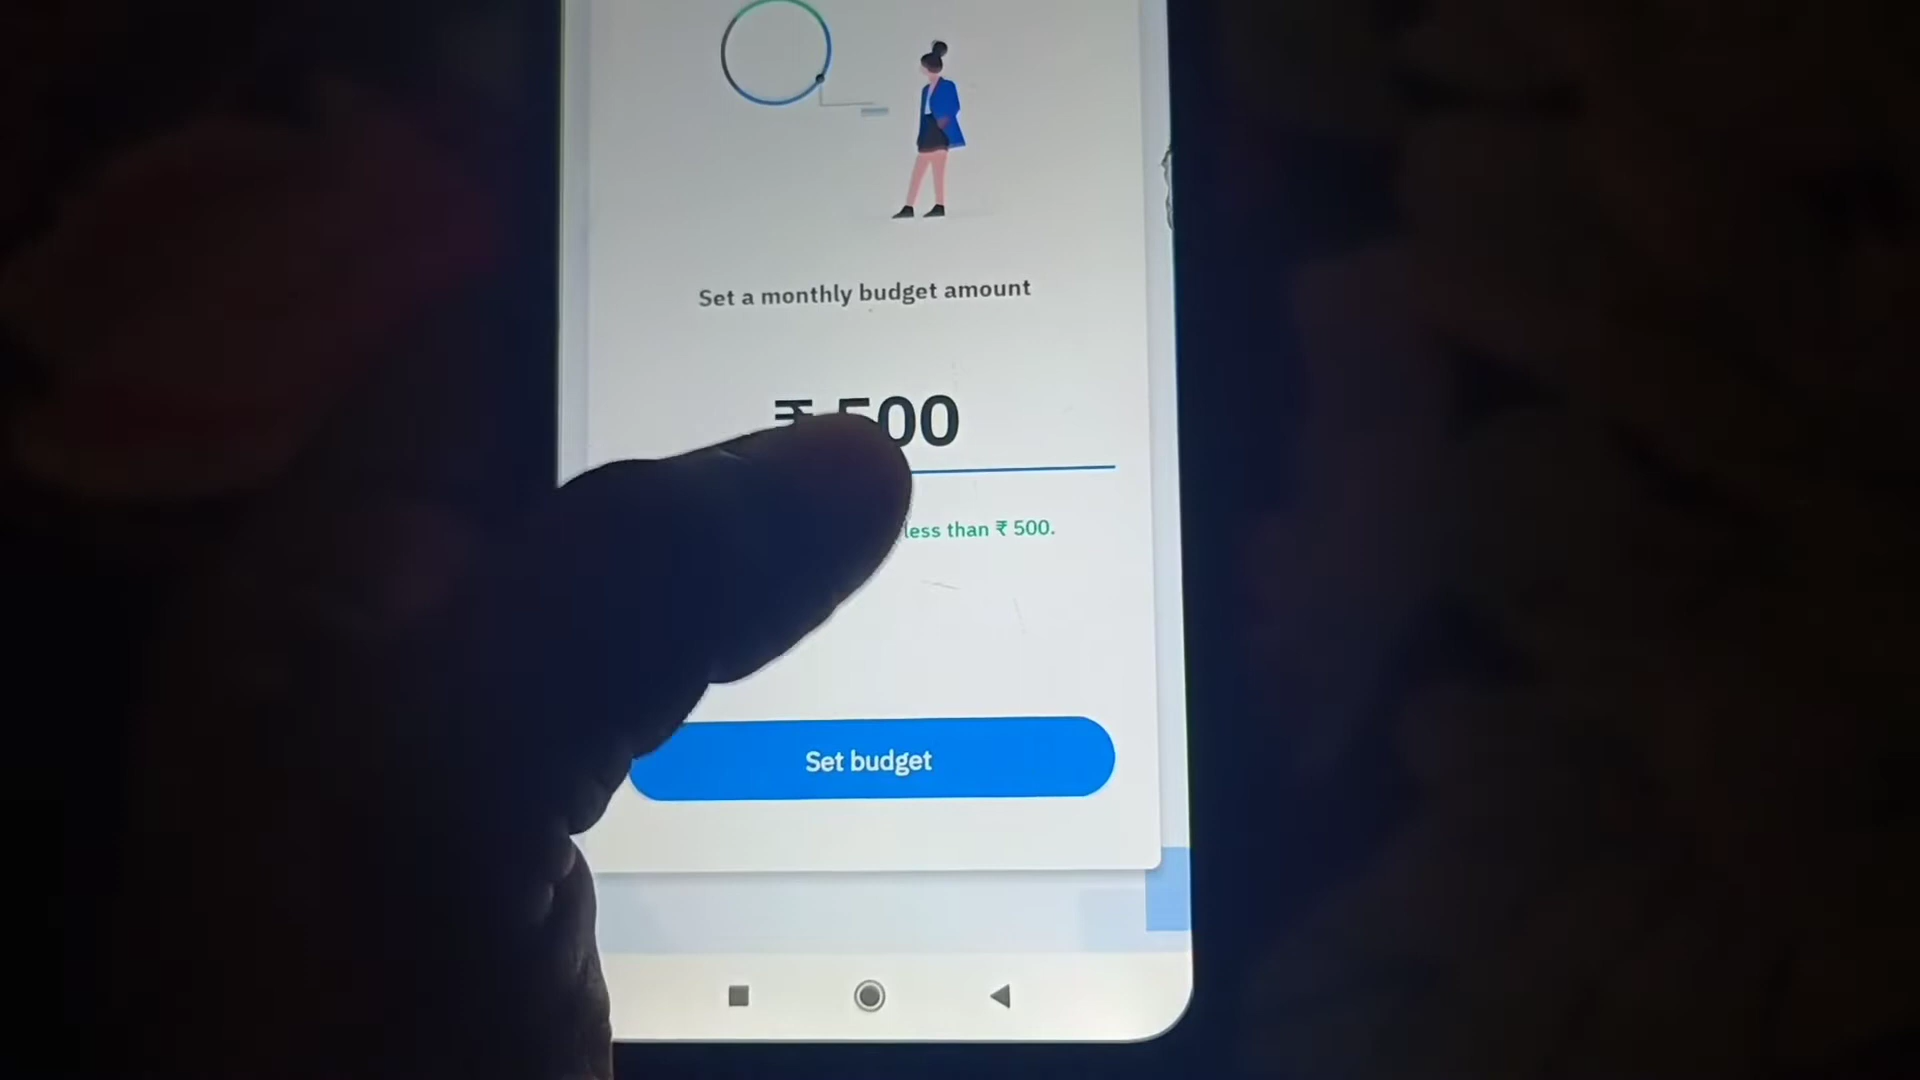 Set a monthly budget amount
₹ 500
less than ₹ 500.
Set budget